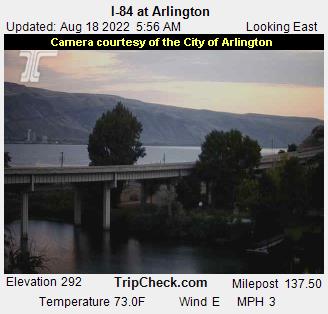 I-84 at Arlington
Updated: Aug 18 2022 5:56 AM Looking East
Camera courtesy of the City of Arlington
Elevation 292 TripCheck.com Milepost 137.50
Temperature 73.0F Wind E MPH 3